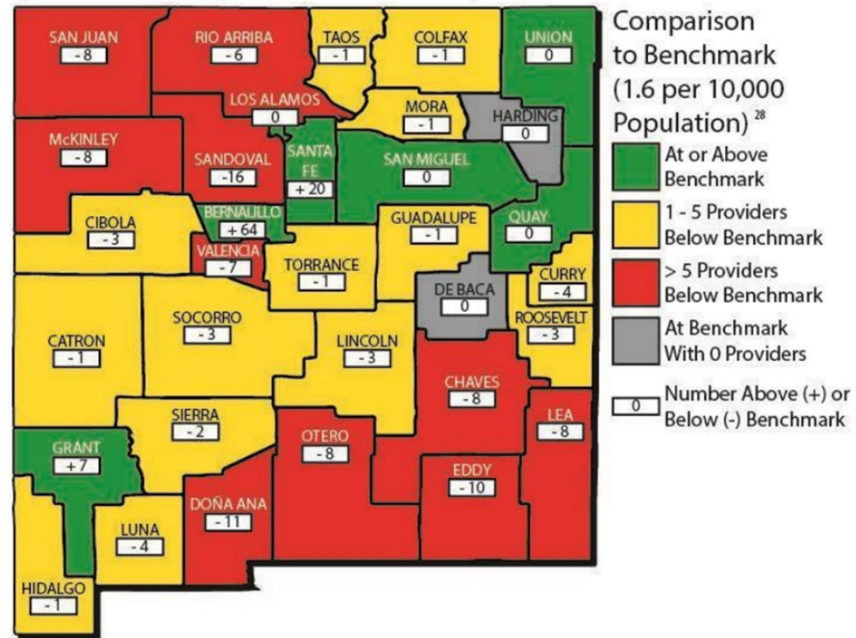 SAN JUAN
- 8
RIO ARRIBA
- 6
TAOS
- 1
COLFAX
- 1
UNION
0
LOS ALAMOS
0
MORA
- 1
HARDING
0
McKINLEY
- 8
SANDOVAL
-16
SANTA
FE
+ 20
SAN MIGUEL
0
CIBOLA
- 3
BERNALILLO
+ 64
GUADALUPE
- 1
QUAY
0
VALENCIA
- 7
TORRANCE
- 1
CURRY
- 4
DE BACA
0
ROOSEVELT
- 3
CATRON
- 1
SOCORRO
- 3
LINCOLN
- 3
CHAVES
- 8
LEA
- 8
SIERRA
- 2
GRANT
+ 7
OTERO
- 8
EDDY
- 10
DOÑA ANA
- 11
LUNA
- 4
HIDALGO
- 1
Comparison
to Benchmark
(1.6 per 10,000
Population) 28
At or Above
Benchmark
1 - 5 Providers
Below Benchmark
> 5 Providers
Below Benchmark
At Benchmark
With 0 Providers
0
Number Above (+) or
Below (-) Benchmark